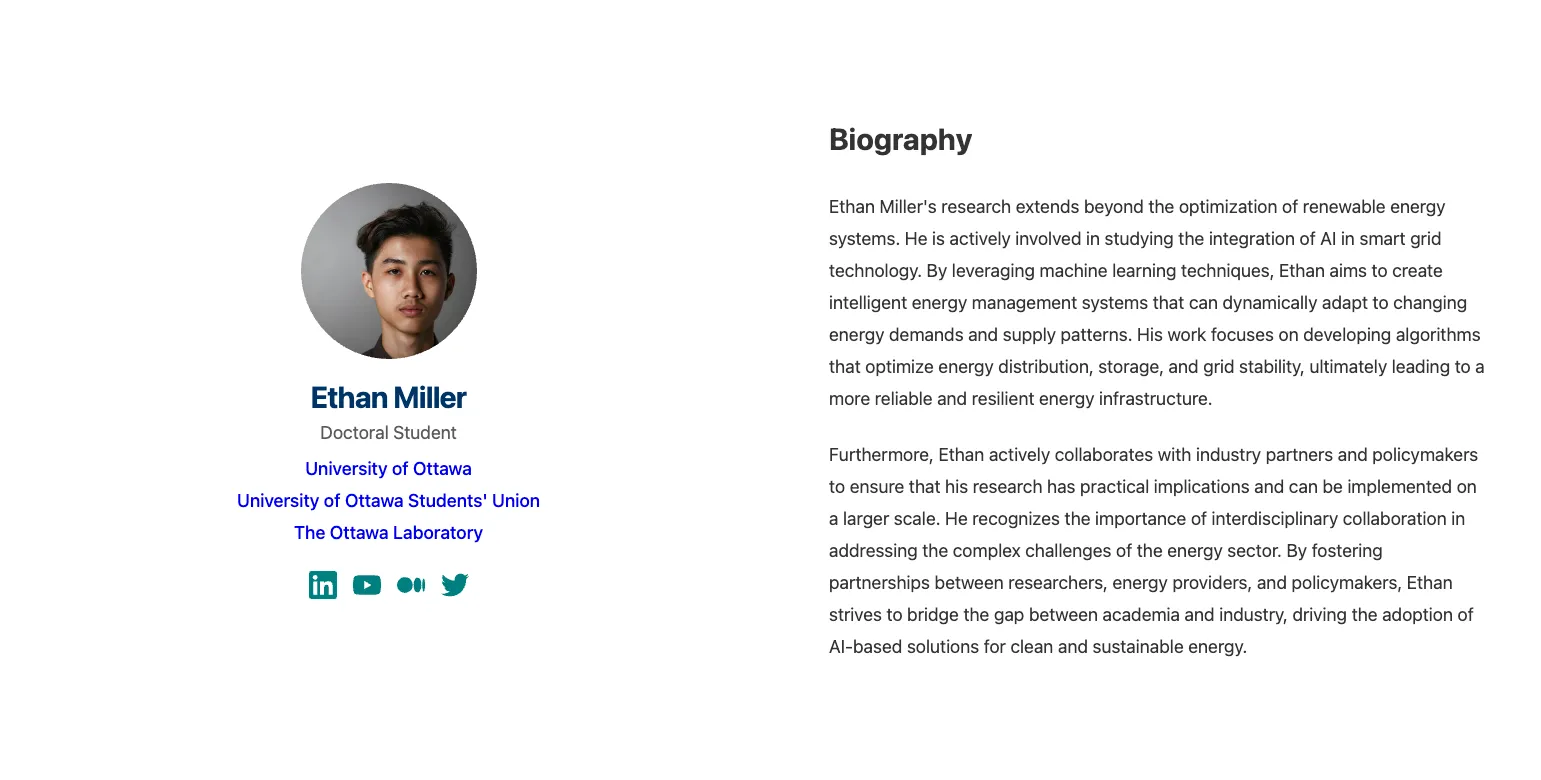 Ethan Miller
Doctoral Student
University of Ottawa
University of Ottawa Students' Union
The Ottawa Laboratory
in
Biography
Ethan Miller's research extends beyond the optimization of renewable energy
systems. He is actively involved in studying the integration of AI in smart grid
technology. By leveraging machine learning techniques, Ethan aims to create
intelligent energy management systems that can dynamically adapt to changing
energy demands and supply patterns. His work focuses on developing algorithms
that optimize energy distribution, storage, and grid stability, ultimately leading to a
more reliable and resilient energy infrastructure.
Furthermore, Ethan actively collaborates with industry partners and policymakers
to ensure that his research has practical implications and can be implemented on
a larger scale. He recognizes the importance of interdisciplinary collaboration in
addressing the complex challenges of the energy sector. By fostering
partnerships between researchers, energy providers, and policymakers, Ethan
strives to bridge the gap between academia and industry, driving the adoption of
AI-based solutions for clean and sustainable energy.